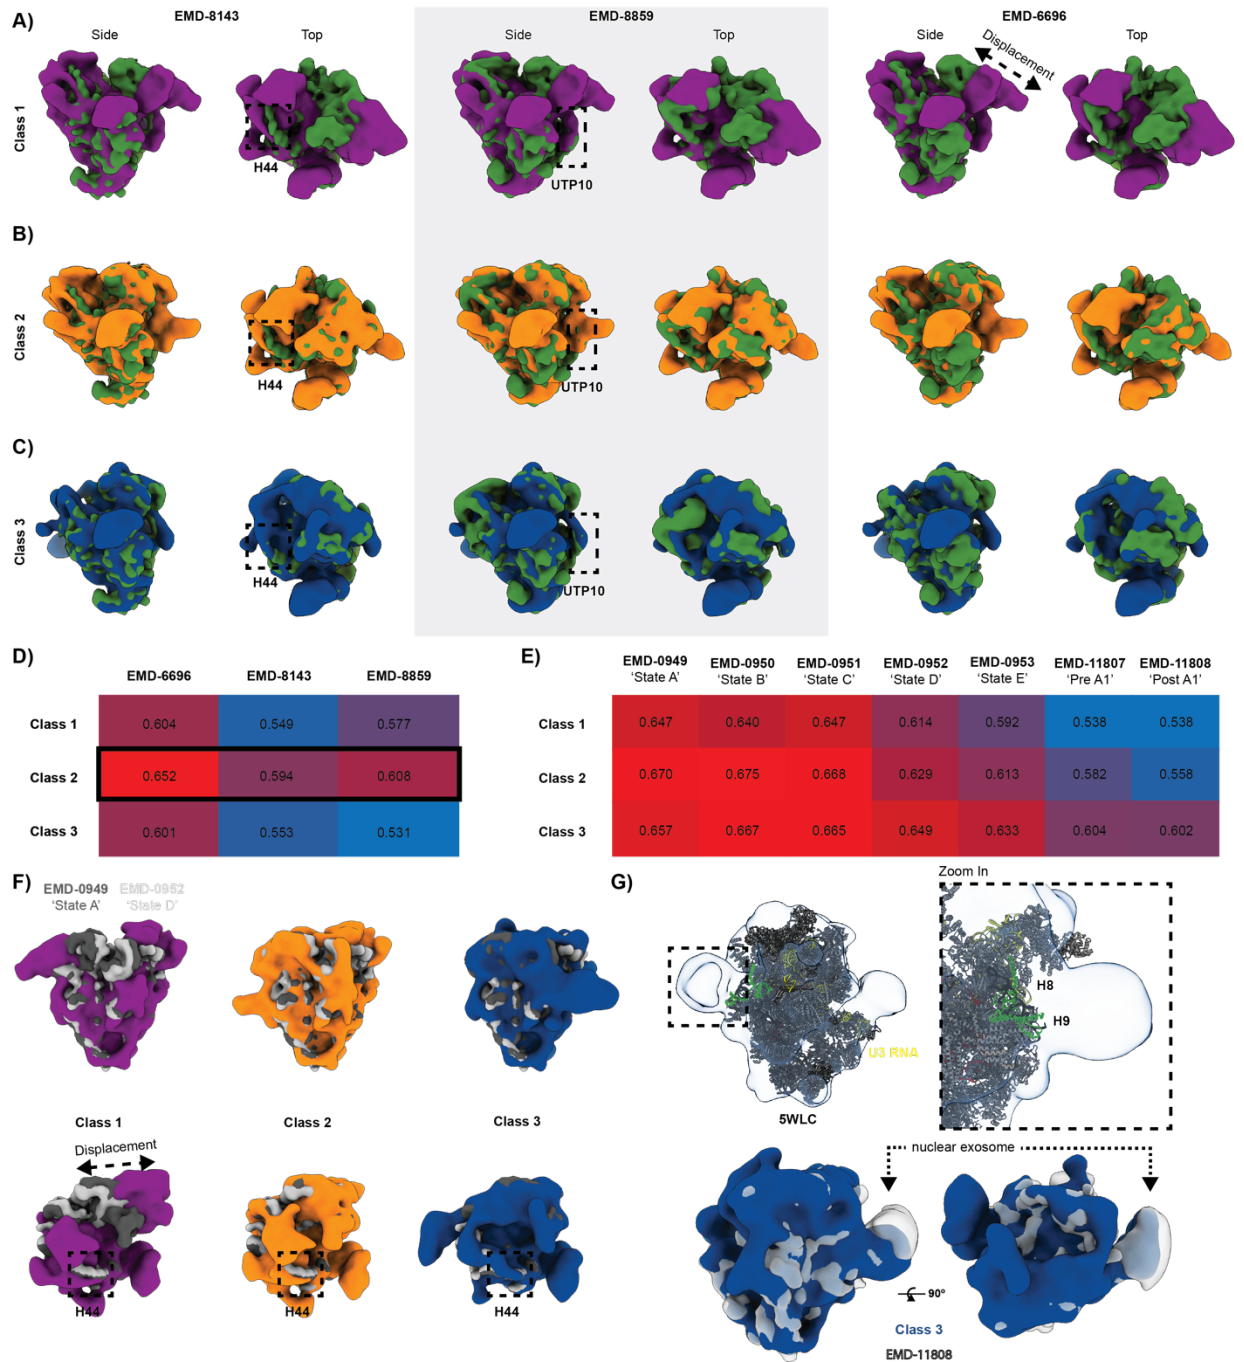 A)
EMD-8143
EMD-8859
EMD-6696
Side
Top
Side
Top
Side
Displacement
Top
Class 1
H44
UTP10
B)
Class 2
H44
UTP10
C)
Class 3
H44
UTP10
D)
EMD-6696 EMD-8143 EMD-8859
Class 1 0.604 0.549 0.577
Class 2 0.652 0.594 0.608
Class 3 0.601 0.553 0.531
E)
EMD-0949 EMD-0950 EMD-0951 EMD-0952 EMD-0953 EMD-11807 EMD-11808
'State A' 'State B' 'State C' 'State D' 'State E' 'Pre A1' 'Post A1'
Class 1 0.647 0.640 0.647 0.614 0.592 0.538 0.538
Class 2 0.670 0.675 0.668 0.629 0.613 0.582 0.558
Class 3 0.657 0.667 0.665 0.649 0.633 0.604 0.602
F)
EMD-0949 EMD-0952
'State A' 'State D'
Class 1
Class 2
Class 3
Displacement
H44
H44
H44
G)
Zoom In
U3 RNA
5WLC
H8
H9
nuclear exosome
90º
Class 3
EMD-11808